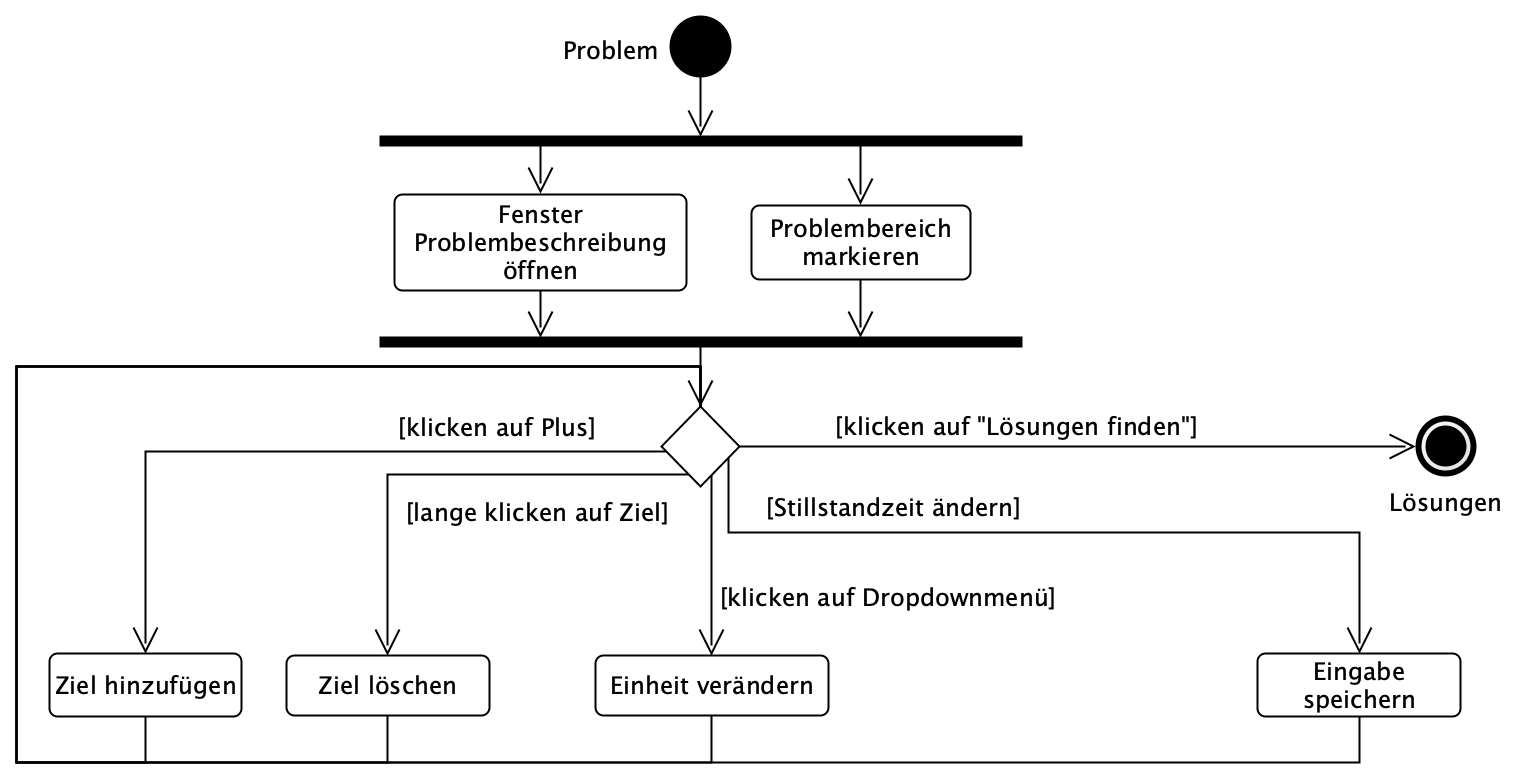 Problem
Fenster
Problembeschreibung
öffnen
Problembereich
markieren
[klicken auf Plus]
[klicken auf "Lösungen finden"]
Lösungen
[lange klicken auf Ziel]
[Stillstandzeit ändern]
[klicken auf Dropdownmenü]
Ziel hinzufügen
Ziel löschen
Einheit verändern
Eingabe
speichern